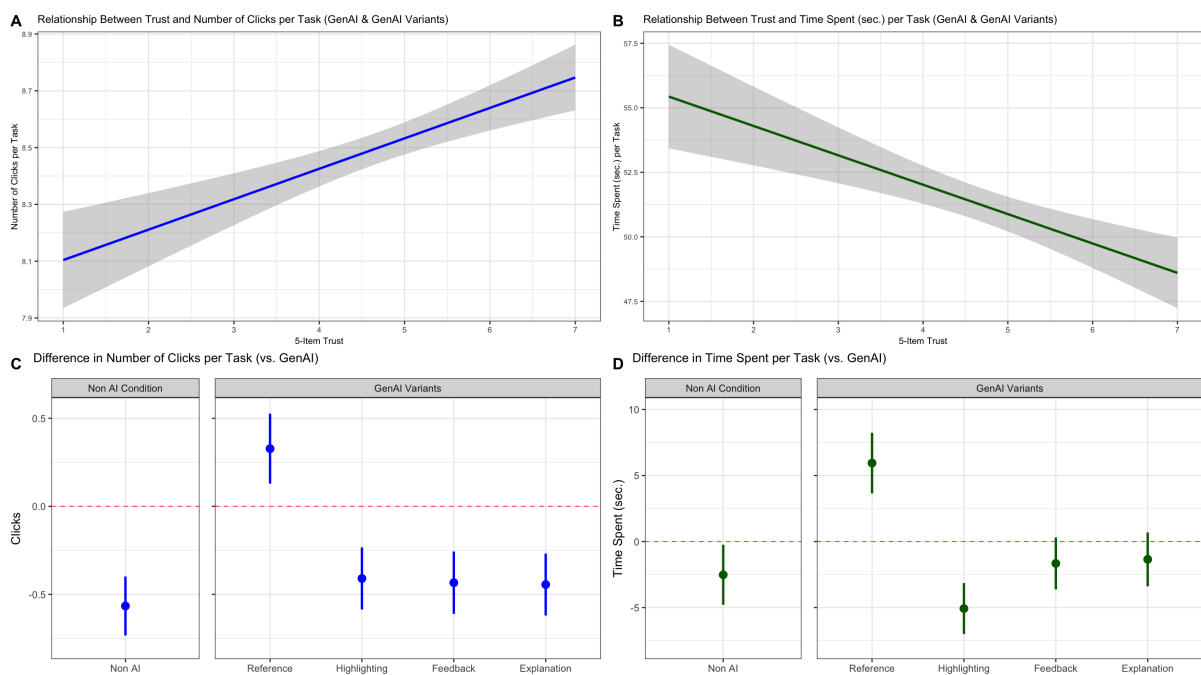 A
Relationship Between Trust and Number of Clicks per Task (GenAI & GenAI Variants)
8.9
8.7
8.5
8.3
8.1
7.9
Number of Clicks per Task
1 2 3 4 5 6 7
5-Item Trust
B
Relationship Between Trust and Time Spent (sec.) per Task (GenAI & GenAI Variants)
57.5
55.0
52.5
50.0
47.5
Time Spent (sec.) per Task
1 2 3 4 5 6 7
5-Item Trust
C
Difference in Number of Clicks per Task (vs. GenAI)
Non AI Condition
GenAI Variants
0.5
0.0
-0.5
Clicks
Non AI
Reference Highlighting Feedback Explanation
D
Difference in Time Spent per Task (vs. GenAI)
Non AI Condition
GenAI Variants
10
5
0
-5
Time Spent (sec.)
Non AI
Reference Highlighting Feedback Explanation